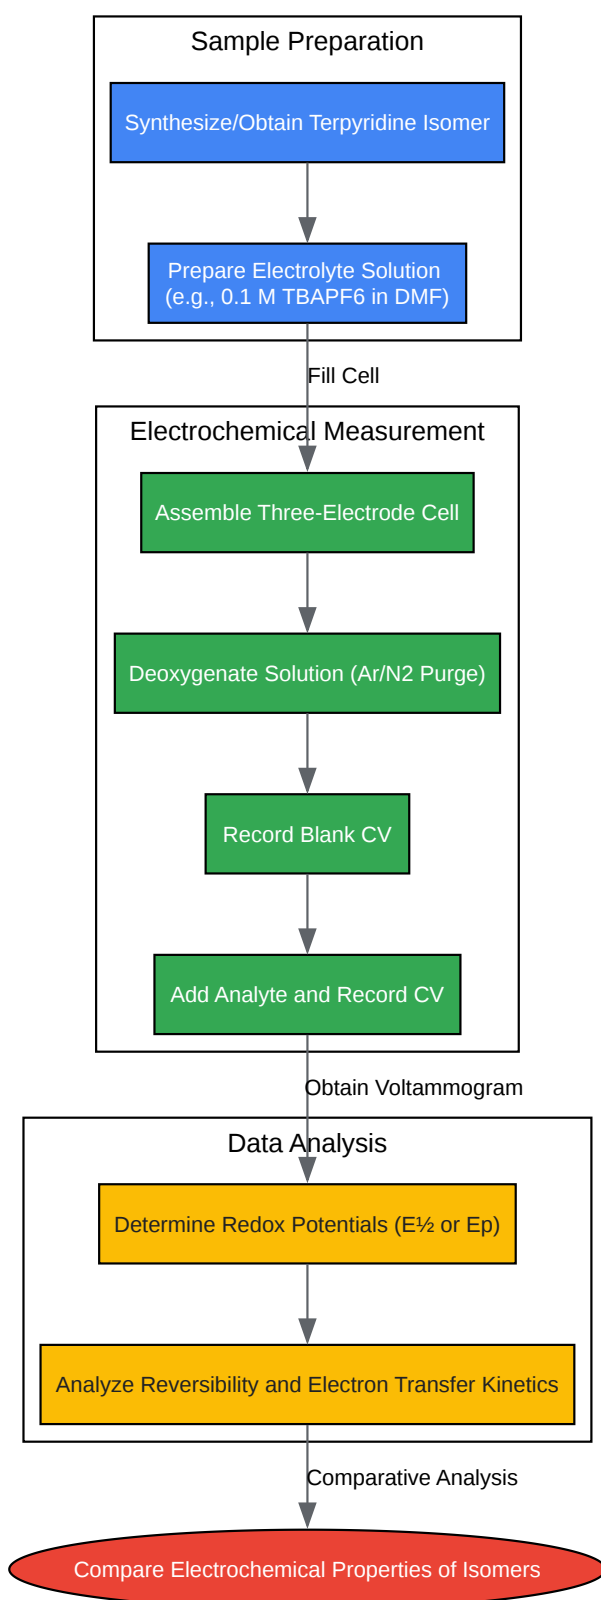 Sample Preparation
Synthesize/Obtain Terpyridine Isomer
Prepare Electrolyte Solution
(e.g., 0.1 M TBAPF6 in DMF)
Fill Cell
Electrochemical Measurement
Assemble Three-Electrode Cell
Deoxygenate Solution (Ar/N2 Purge)
Record Blank CV
Add Analyte and Record CV
Obtain Voltammogram
Data Analysis
Determine Redox Potentials (E½ or Ep)
Analyze Reversibility and Electron Transfer Kinetics
Comparative Analysis
Compare Electrochemical Properties of Isomers